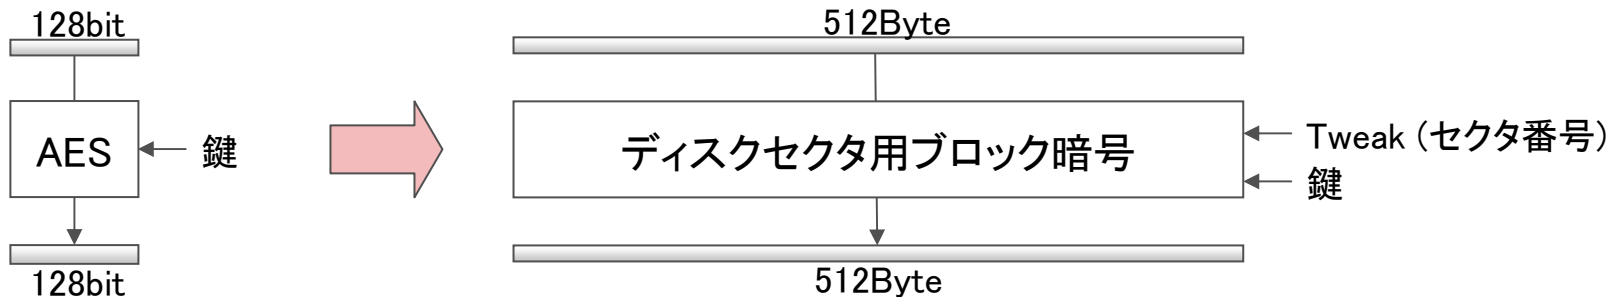 128bit
AES
鍵
128bit
512Byte
ディスクセクタ用ブロック暗号
Tweak (セクタ番号)
鍵
512Byte